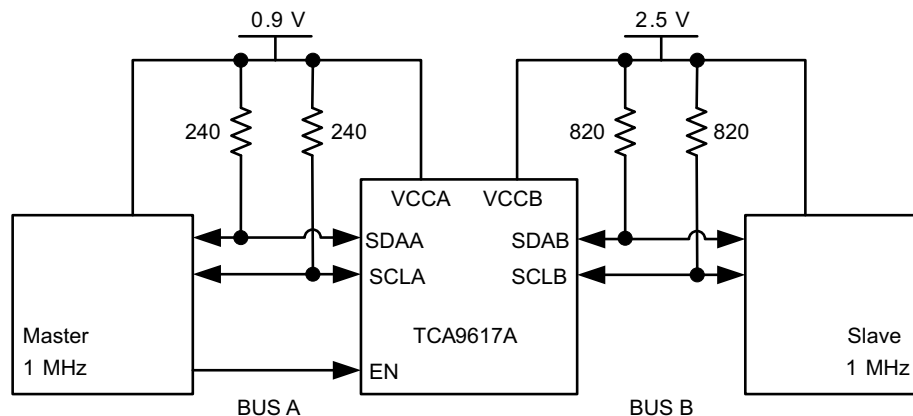 0.9 V
2.5 V
240
240
820
820
VCCA
VCCB
SDAA
SDAB
SCLA
SCLB
Master
1 MHz
TCA9617A
EN
Slave
1 MHz
BUS A
BUS B